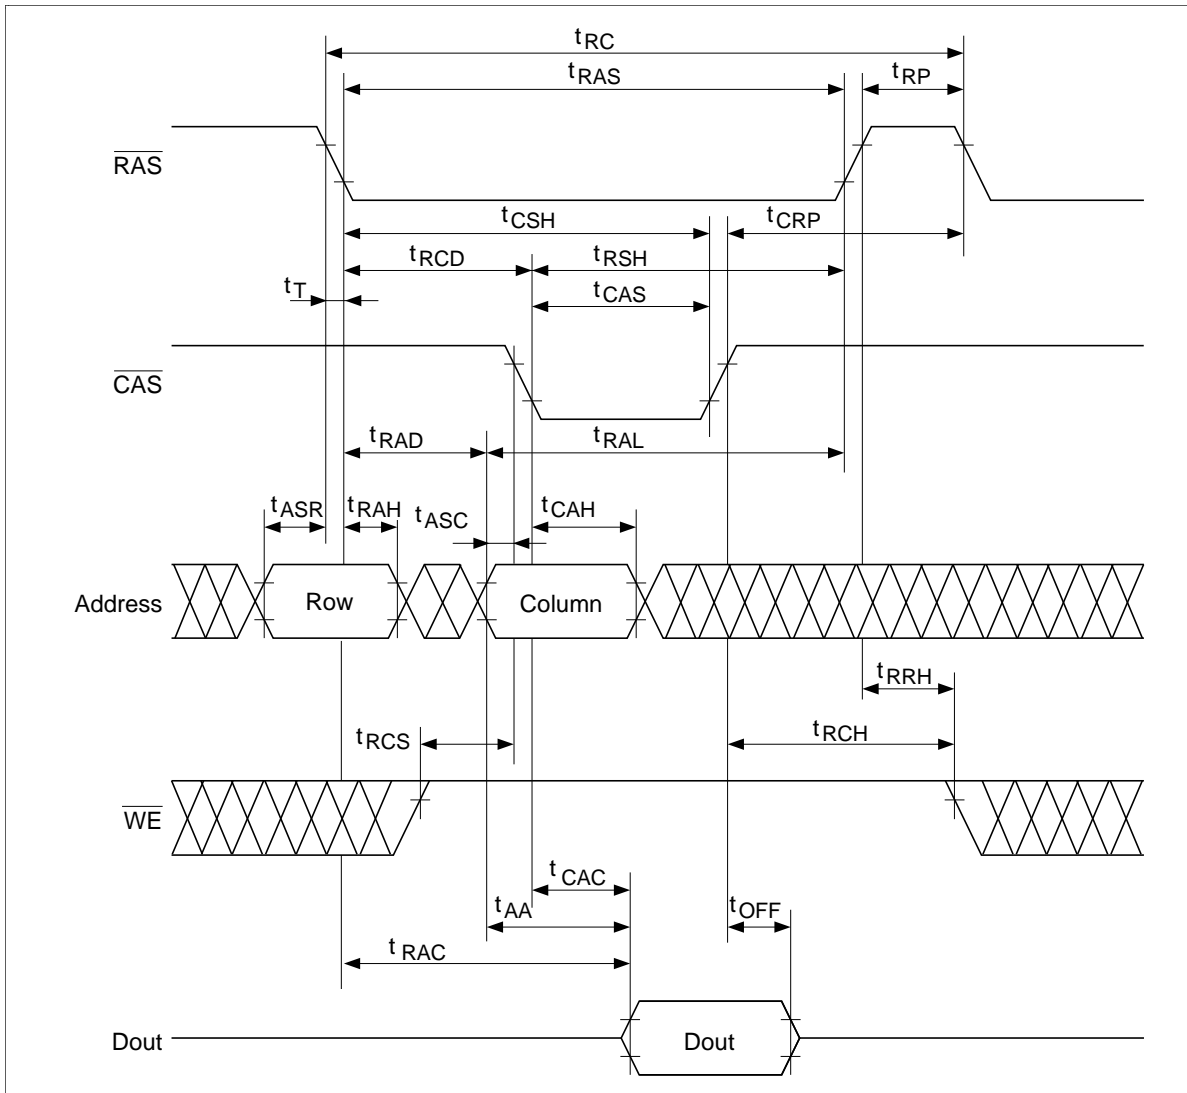 tRC
tRAS
tRP
RAS
tCSH
tCRP
tRCD
tRSH
tT
tCAS
CAS
tRAD
tRAL
tASR
tRAH
tASC
tCAH
Address
Row
Column
tRRH
tRCS
tRCH
WE
tCAC
tAA
tOFF
tRAC
Dout
Dout